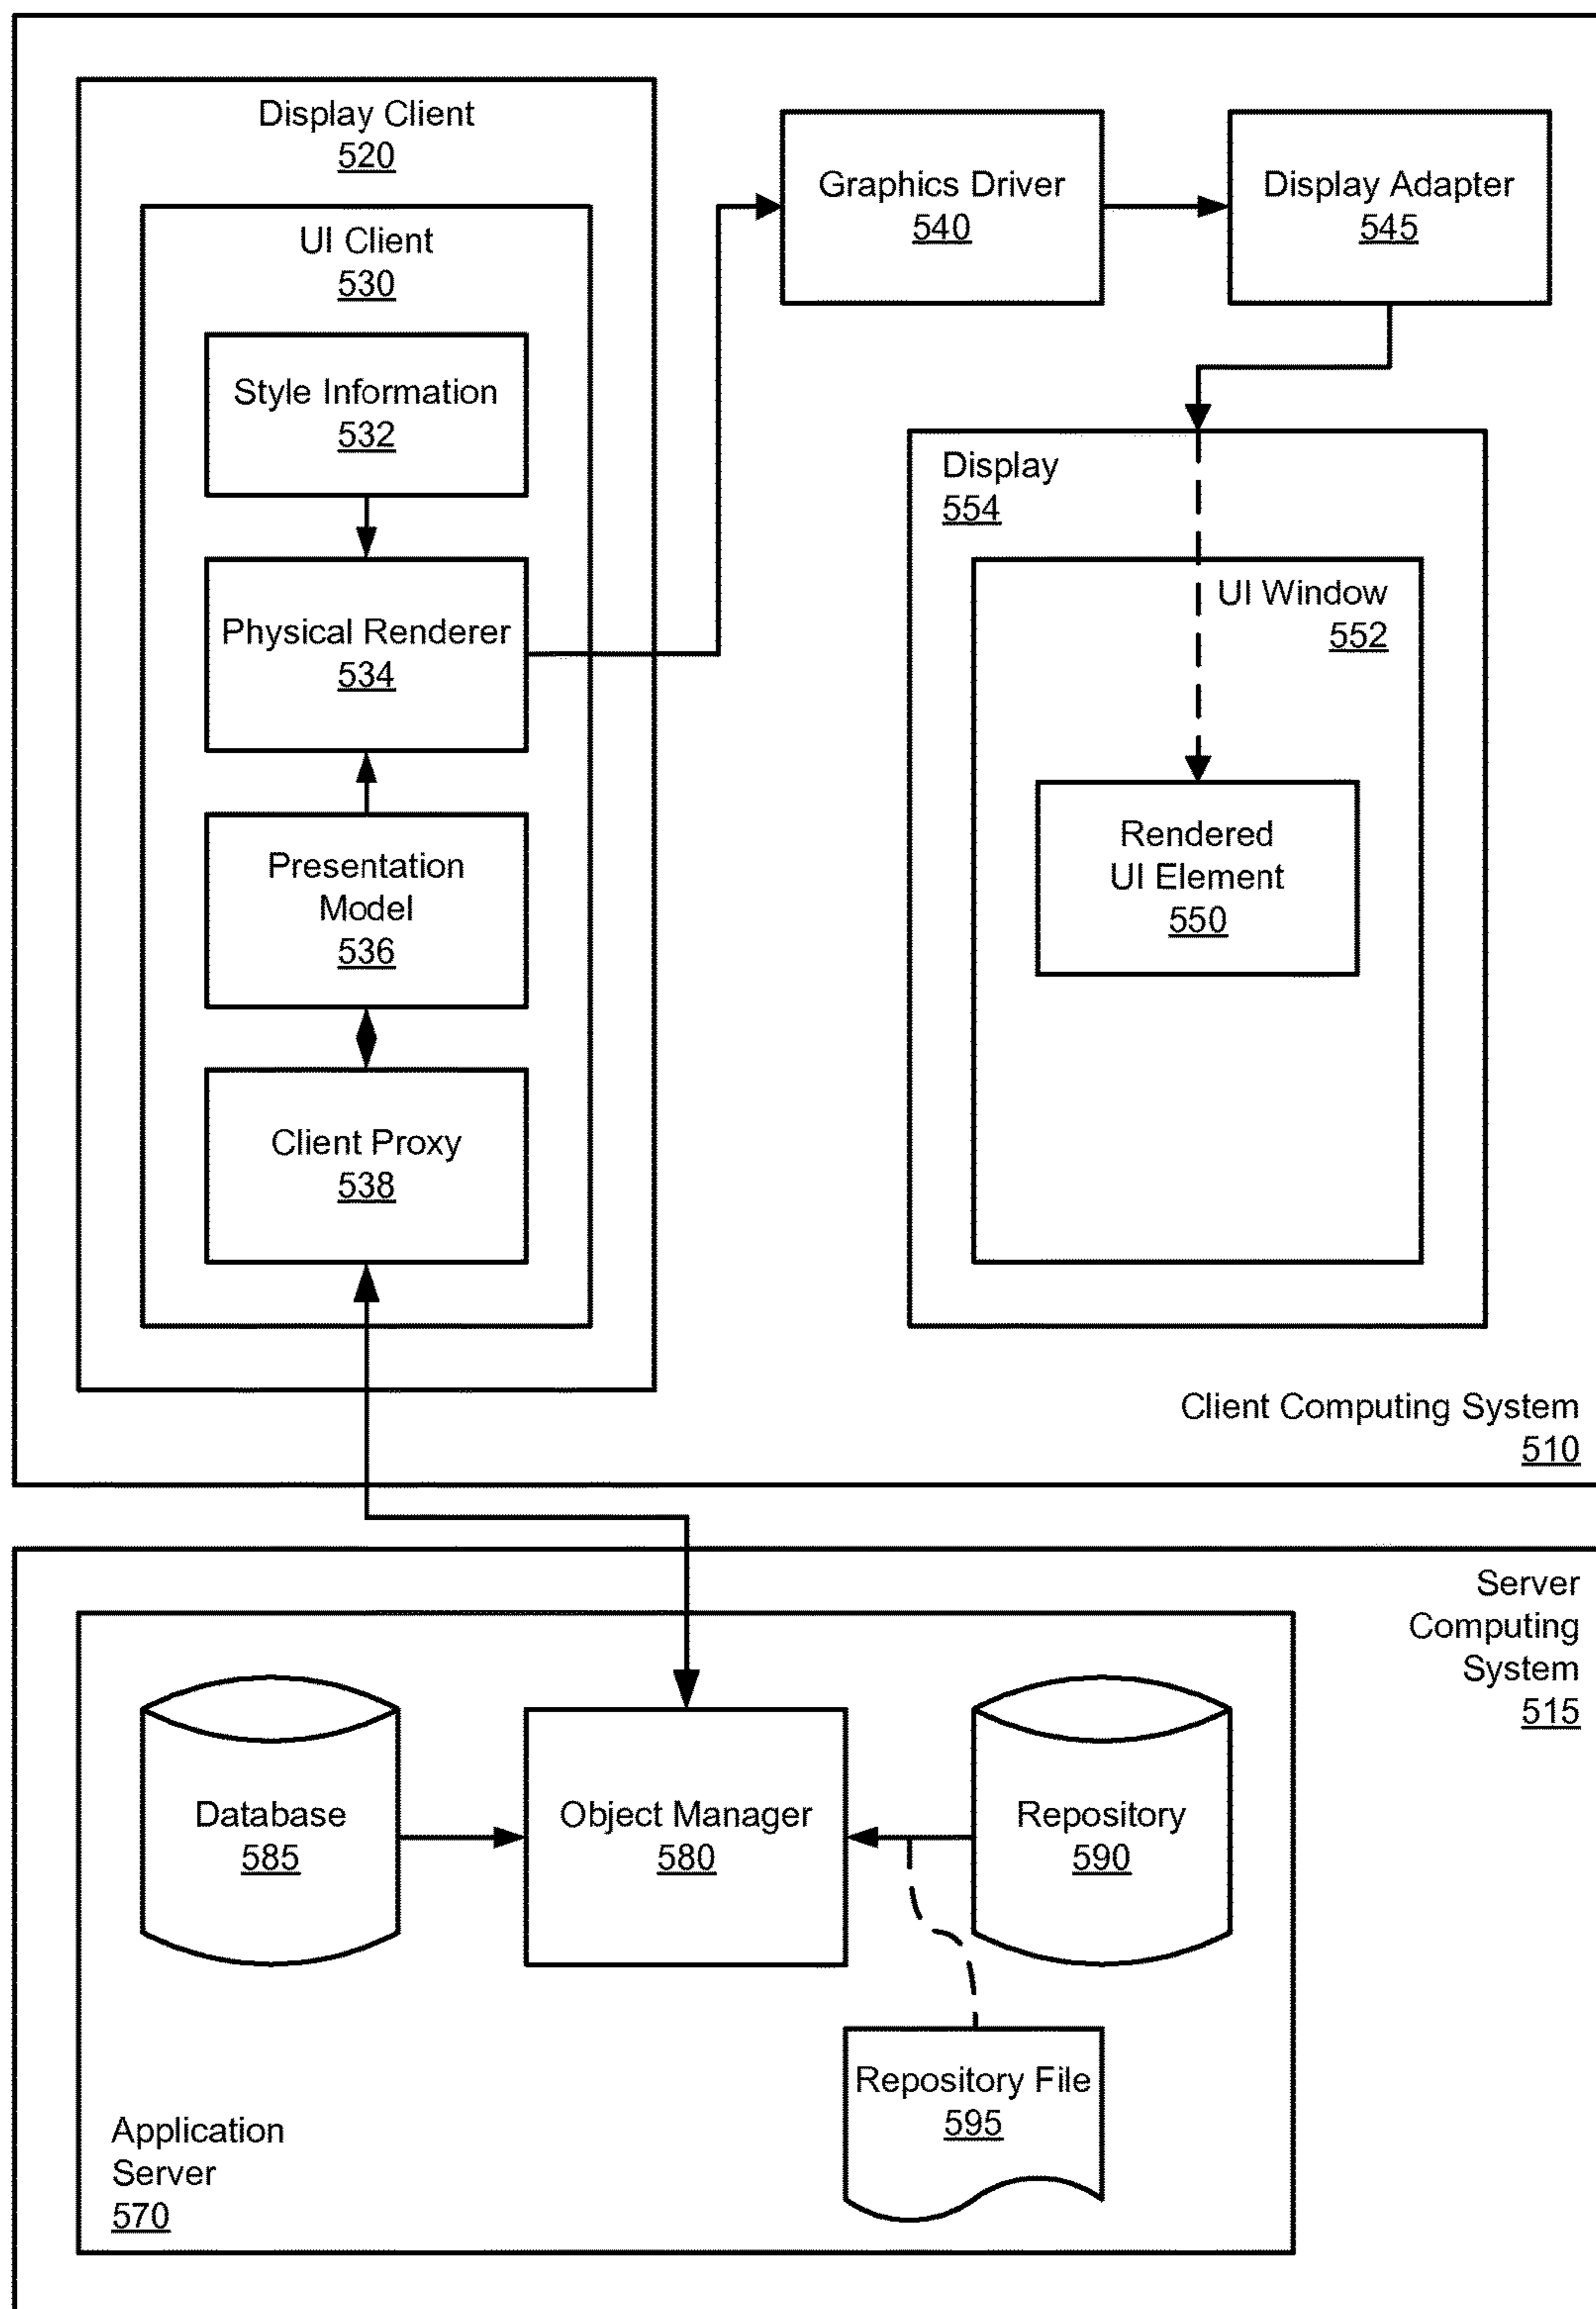 Display Client
520
UI Client
530
Style Information
532
Physical Renderer
534
Presentation
Model
536
Client Proxy
538
Graphics Driver
540
Display Adapter
545
Display
554
UI Window
552
Rendered
UI Element
550
Client Computing System
510
Server
Computing
System
515
Database
585
Object Manager
580
Repository
590
Repository File
595
Application
Server
570